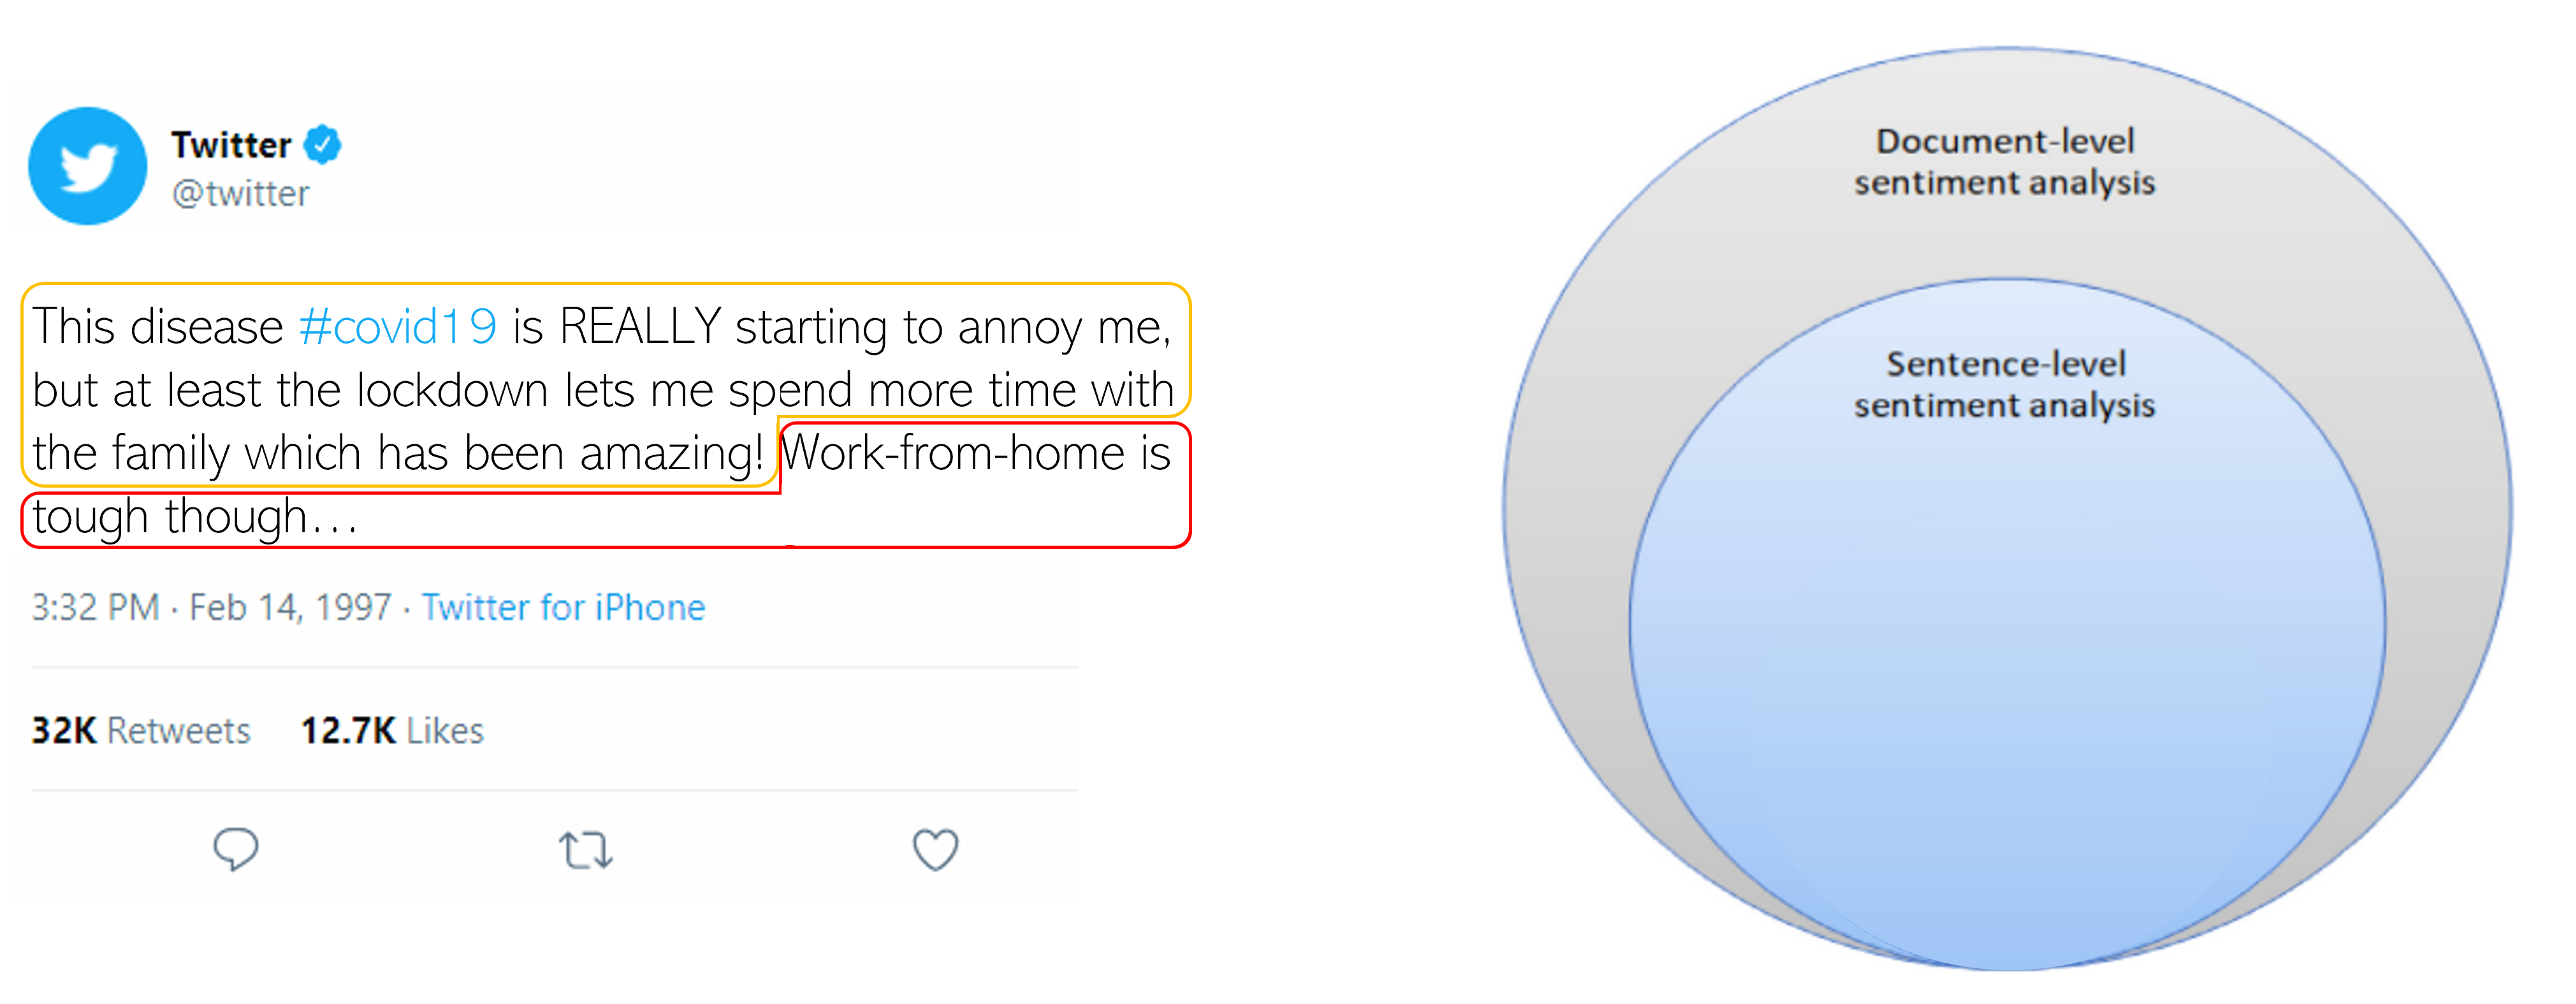 Twitter
@twitter
This disease #covid19 is REALLY starting to annoy me,
but at least the lockdown lets me spend more time with
the family which has been amazing! Work-from-home is
tough though...
3:32 PM · Feb 14, 1997 · Twitter for iPhone
32K Retweets 12.7K Likes
Document-level
sentiment analysis
Sentence-level
sentiment analysis